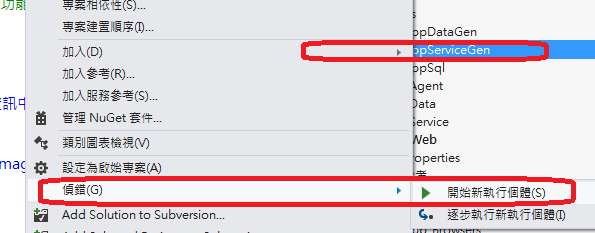 功能
專案相依性(S)...
專案建置順序(I)...
加入(D)
加入參考(R)...
加入服務參考(S)...
管理 NuGet 套件...
類別圖表檢視(V)
設定為啟始專案(A)
偵錯(G)
Add Solution to Subversion...
訊中
mag
ppDataGen
ppServiceGen
ppSql
Agent
Data
Service
Web
roperties
考
開始新執行個體(S)
逐步執行新執行個體(I)